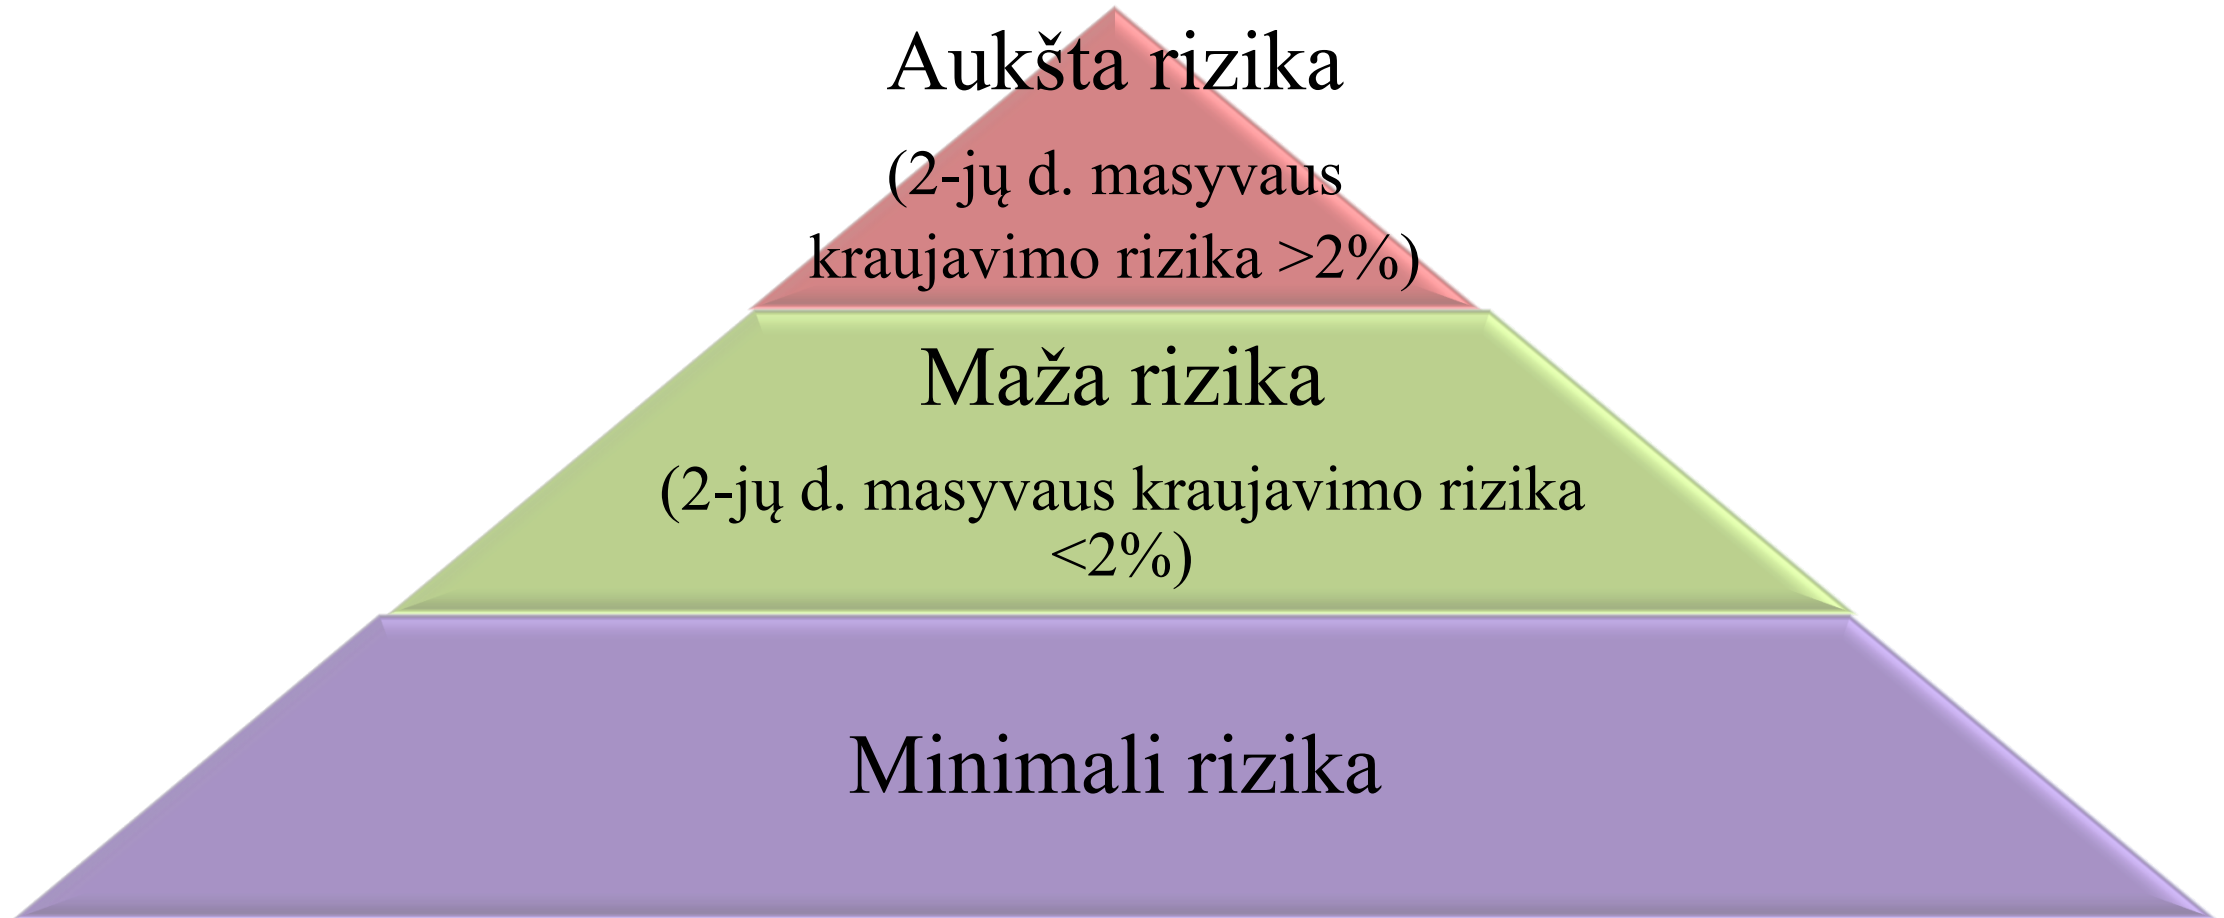 Aukšta rizika
(2-jų d. masyvaus
kraujavimo rizika >2%)
Maža rizika
(2-jų d. masyvaus kraujavimo rizika
<2%)
Minimali rizika